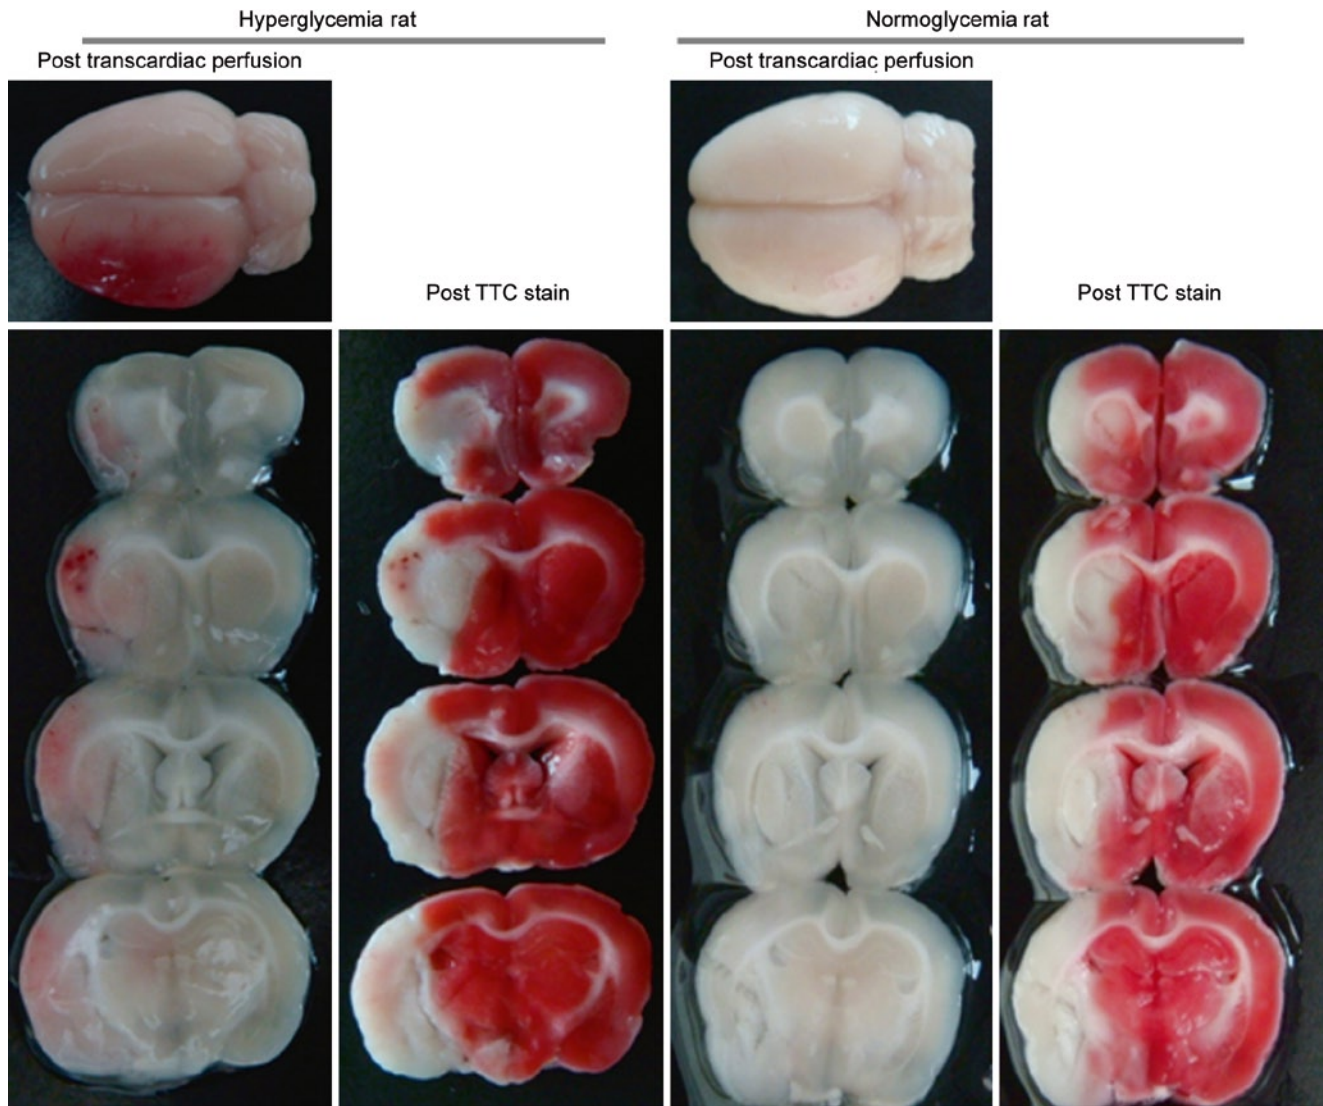 Hyperglycemia rat
Normoglycemia rat
Post transcardiac perfusion
Post transcardiac perfusion
Post TTC stain
Post TTC stain